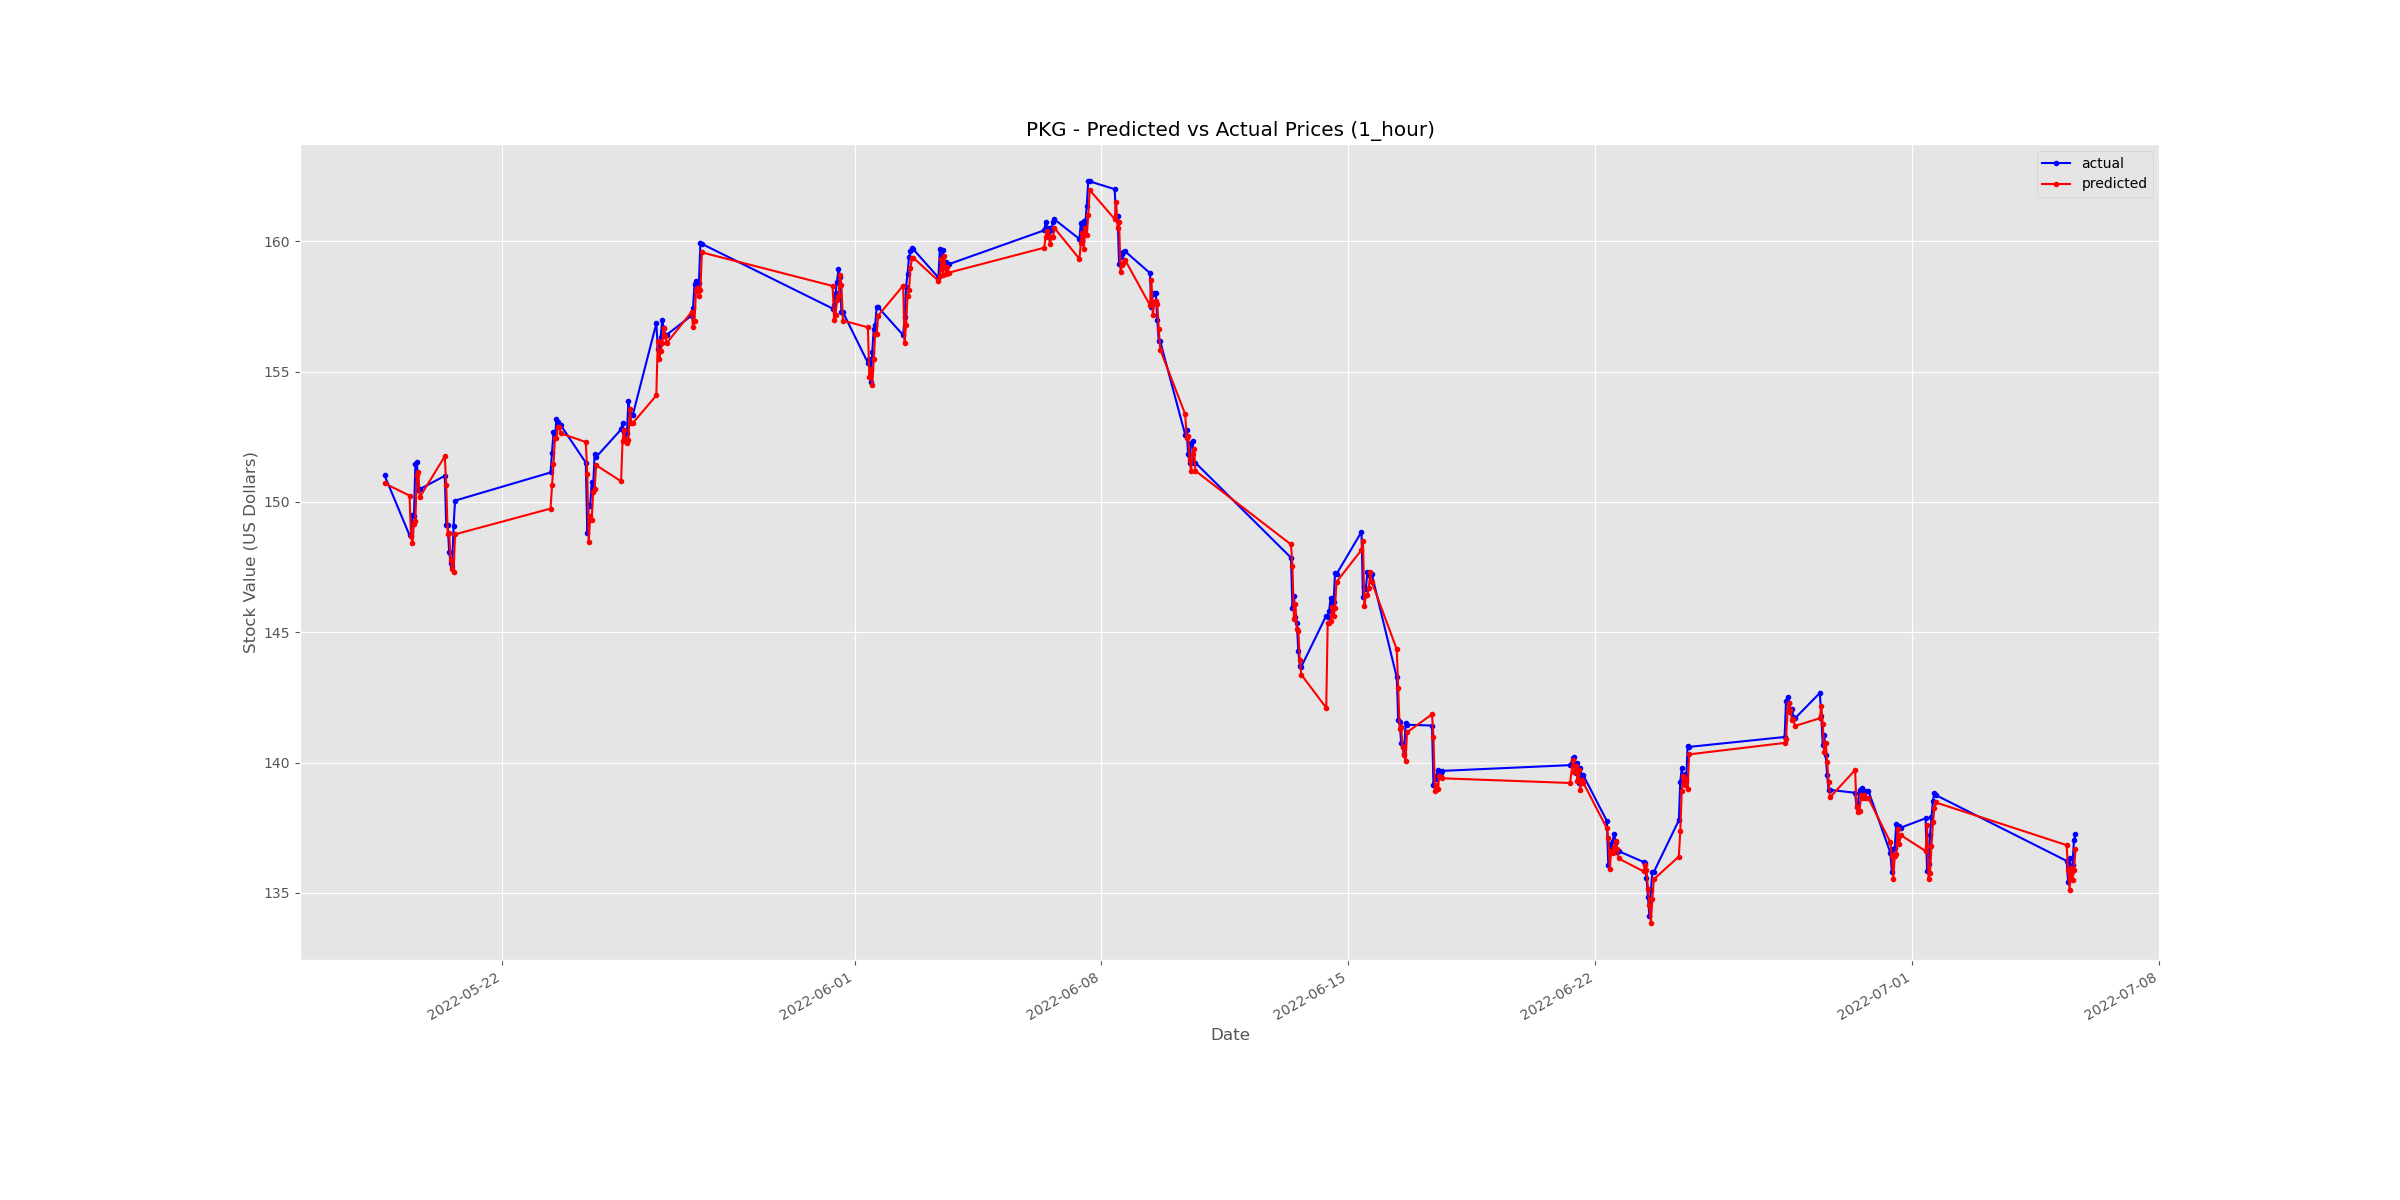 PKG - Predicted vs Actual Prices (1_hour)
actual
predicted
160
155
150
145
140
135
Stock Value (US Dollars)
2022-05-22
2022-06-01
2022-06-08
2022-06-15
2022-06-22
2022-07-01
2022-07-08
Date